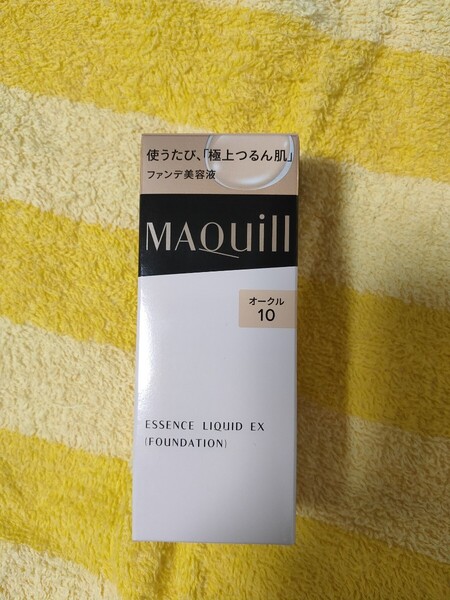 使うたび、「極上つるん肌」
ファンデ美容液
MAQuill
オークル
10
ESSENCE LIQUID EX
(FOUNDATION)